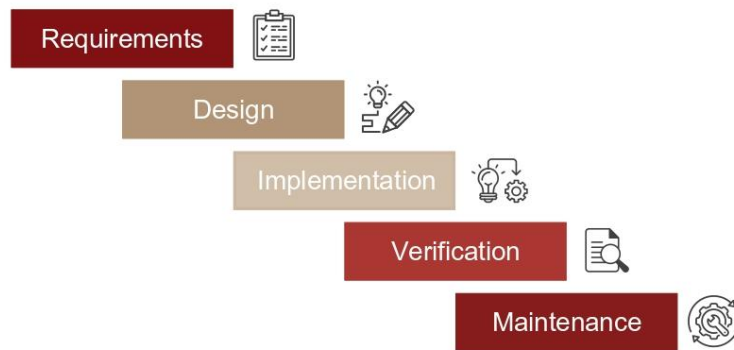 Requirements
Design
Implementation
Verification
Maintenance